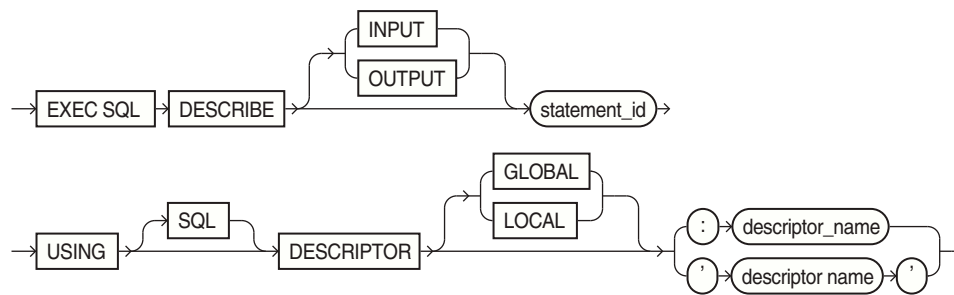 INPUT
OUTPUT
EXEC SQL DESCRIBE statement_id
GLOBAL
SQL LOCAL
USING DESCRIPTOR : descriptor_name
' descriptor name '